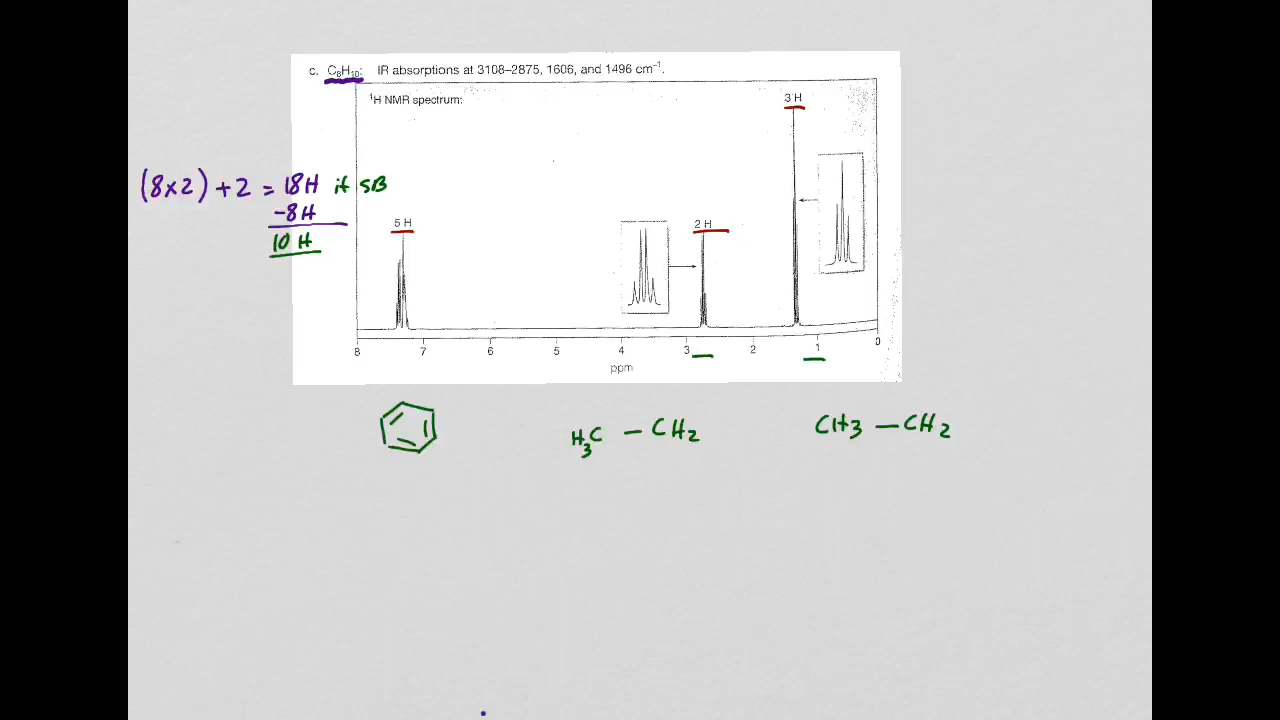 c. C₈H₁₀: IR absorptions at 3108–2875, 1606, and 1496 cm⁻¹.
¹H NMR spectrum:
3 H
(8x2) + 2 = 18H if SB
-8H
10 H
5 H
2 H
8 7 6 5 4 3 2 1 0
ppm
H₃C — CH₂
CH3 — CH₂